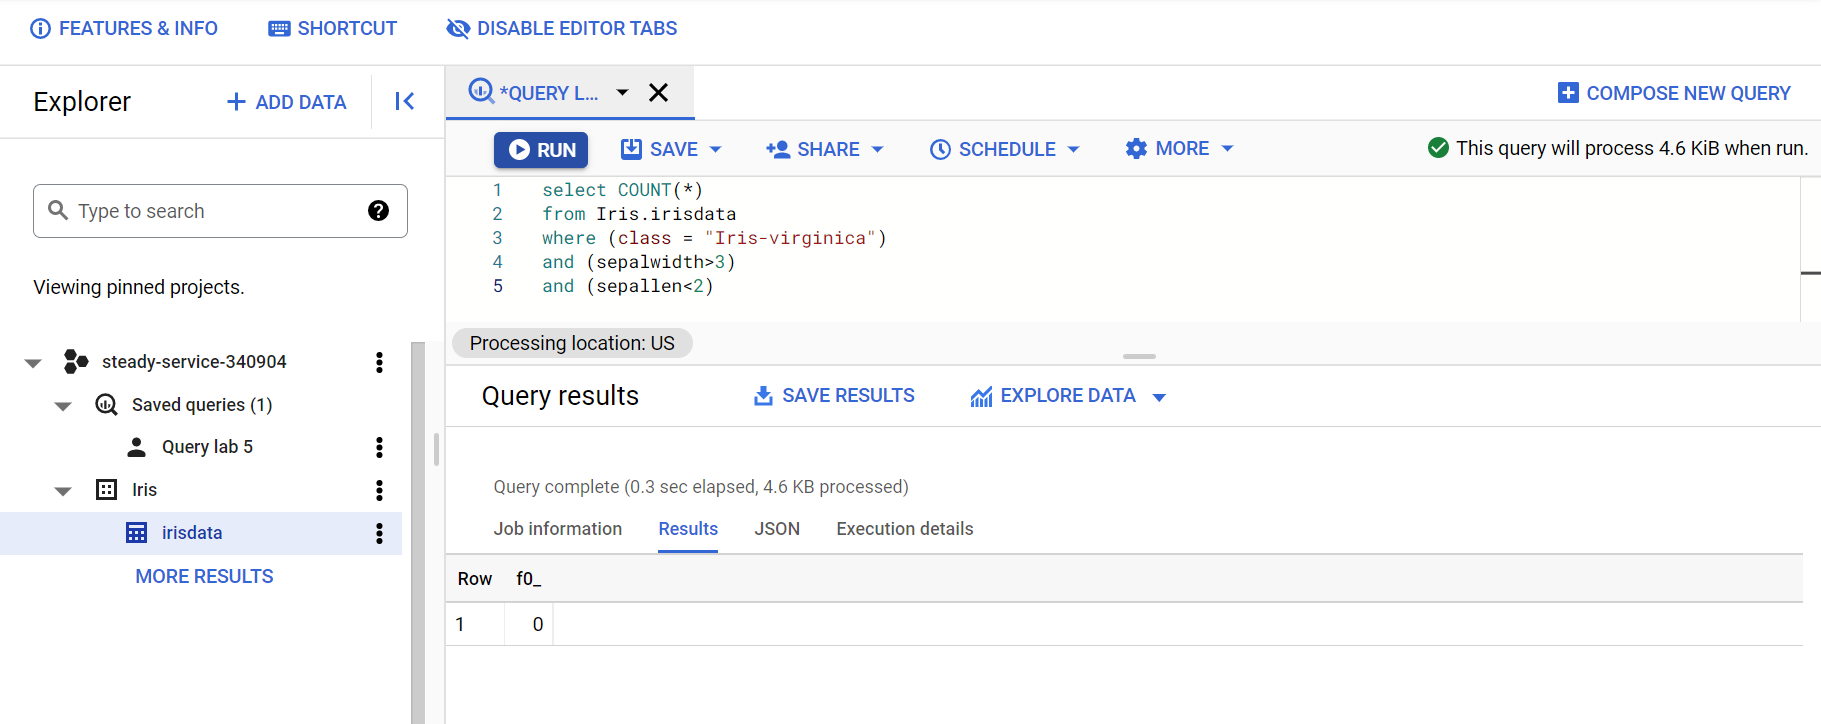 FEATURES & INFO SHORTCUT DISABLE EDITOR TABS
Explorer ADD DATA
Type to search
Viewing pinned projects.
steady-service-340904
Saved queries (1)
Query lab 5
Iris
irisdata
MORE RESULTS
*QUERY L... COMPOSE NEW QUERY
RUN SAVE SHARE SCHEDULE MORE This query will process 4.6 KiB when run.
1 select COUNT(*)
2 from Iris.irisdata
3 where (class = "Iris-virginica")
4 and (sepalwidth>3)
5 and (sepallen<2)
Processing location: US
Query results SAVE RESULTS EXPLORE DATA
Query complete (0.3 sec elapsed, 4.6 KB processed)
Job information Results JSON Execution details
Row f0_
1 0